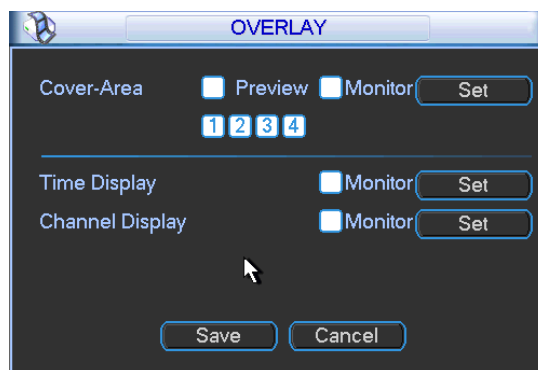 OVERLAY
Cover-Area Preview Monitor Set
1 2 3 4
Time Display Monitor Set
Channel Display Monitor Set
Save Cancel